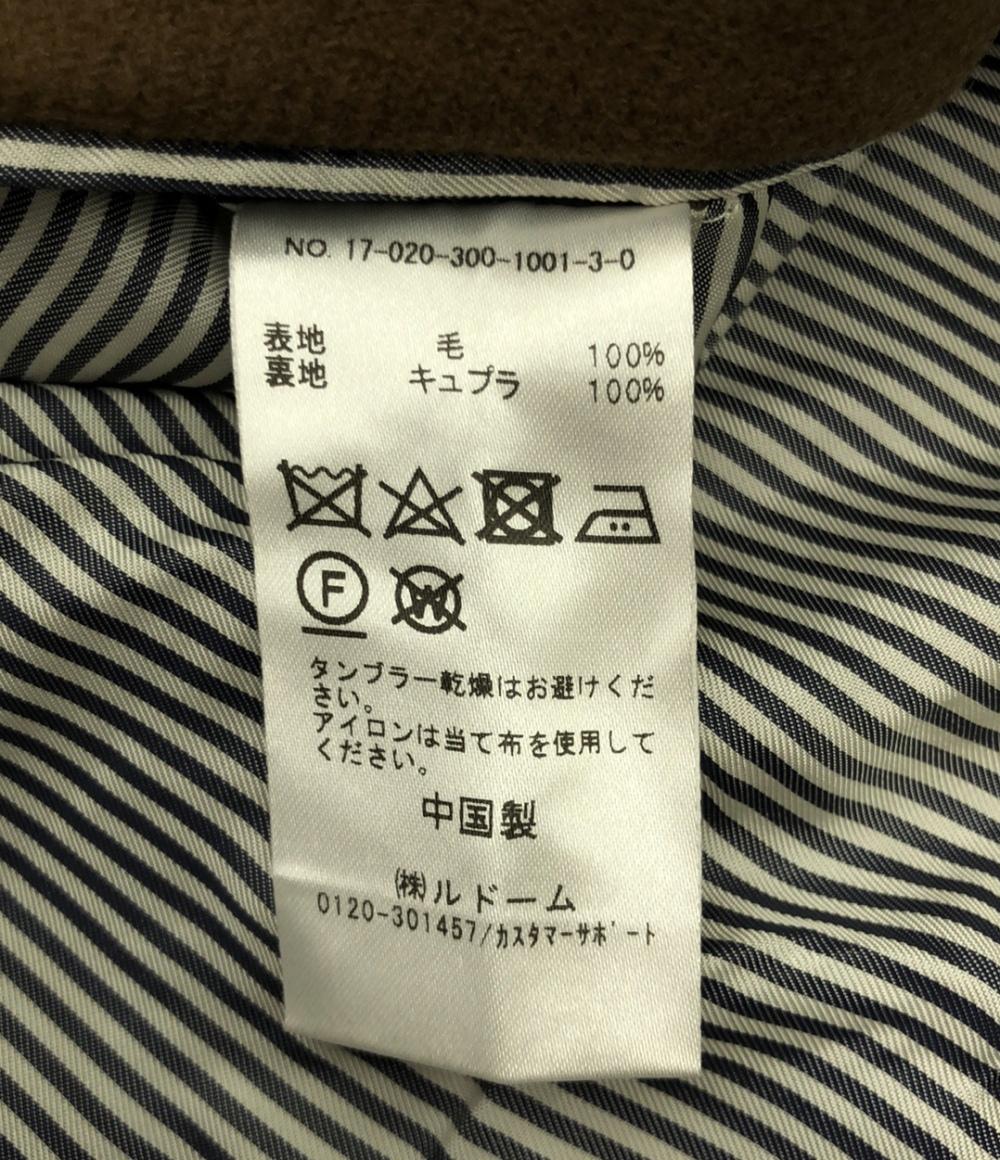 NO. 17-020-300-1001-3-0
表地 毛 100%
裏地 キュプラ 100%
F W
タンブラー乾燥はお避けくだ
さい。
アイロンは当て布を使用して
ください。
中国製
㈱ルドーム
0120-301457/ｶｽﾀﾏｰｻﾎﾟｰﾄ